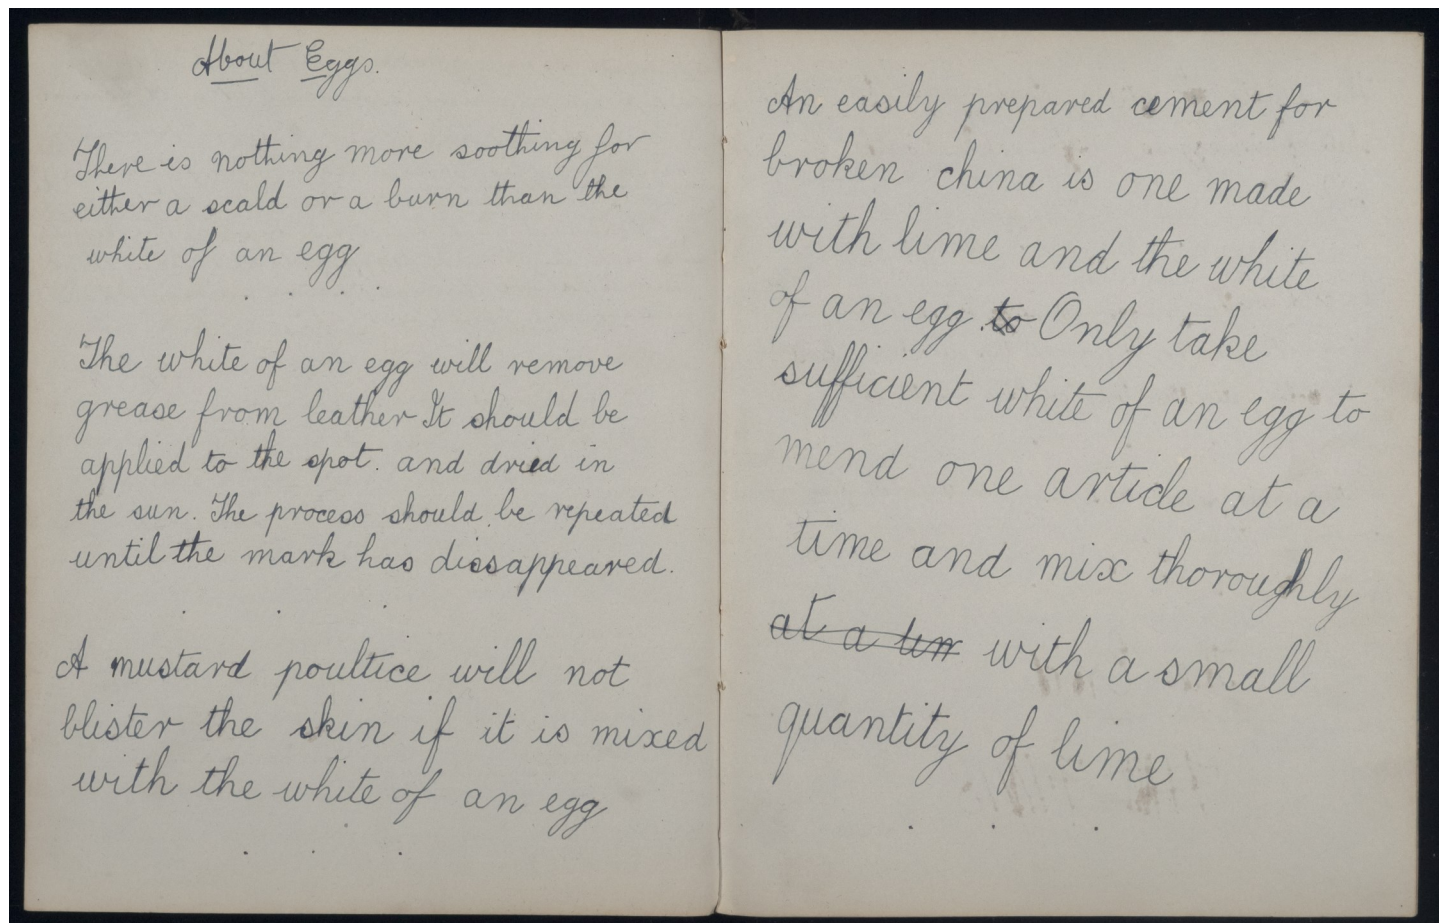 About Eggs.
There is nothing more soothing for
either a scald or a burn than the
white of an egg
The white of an egg will remove
grease from leather It should be
applied to the spot. and dried in
the sun. The process should be repeated
until the mark has dissappeared.
A mustard poultice will not
blister the skin if it is mixed
with the white of an egg
An easily prepared cement for
broken china is one made
with lime and the white
of an egg. to Only take
sufficient white of an egg to
mend one article at a
time and mix thoroughly
at a tim with a small
quantity of lime